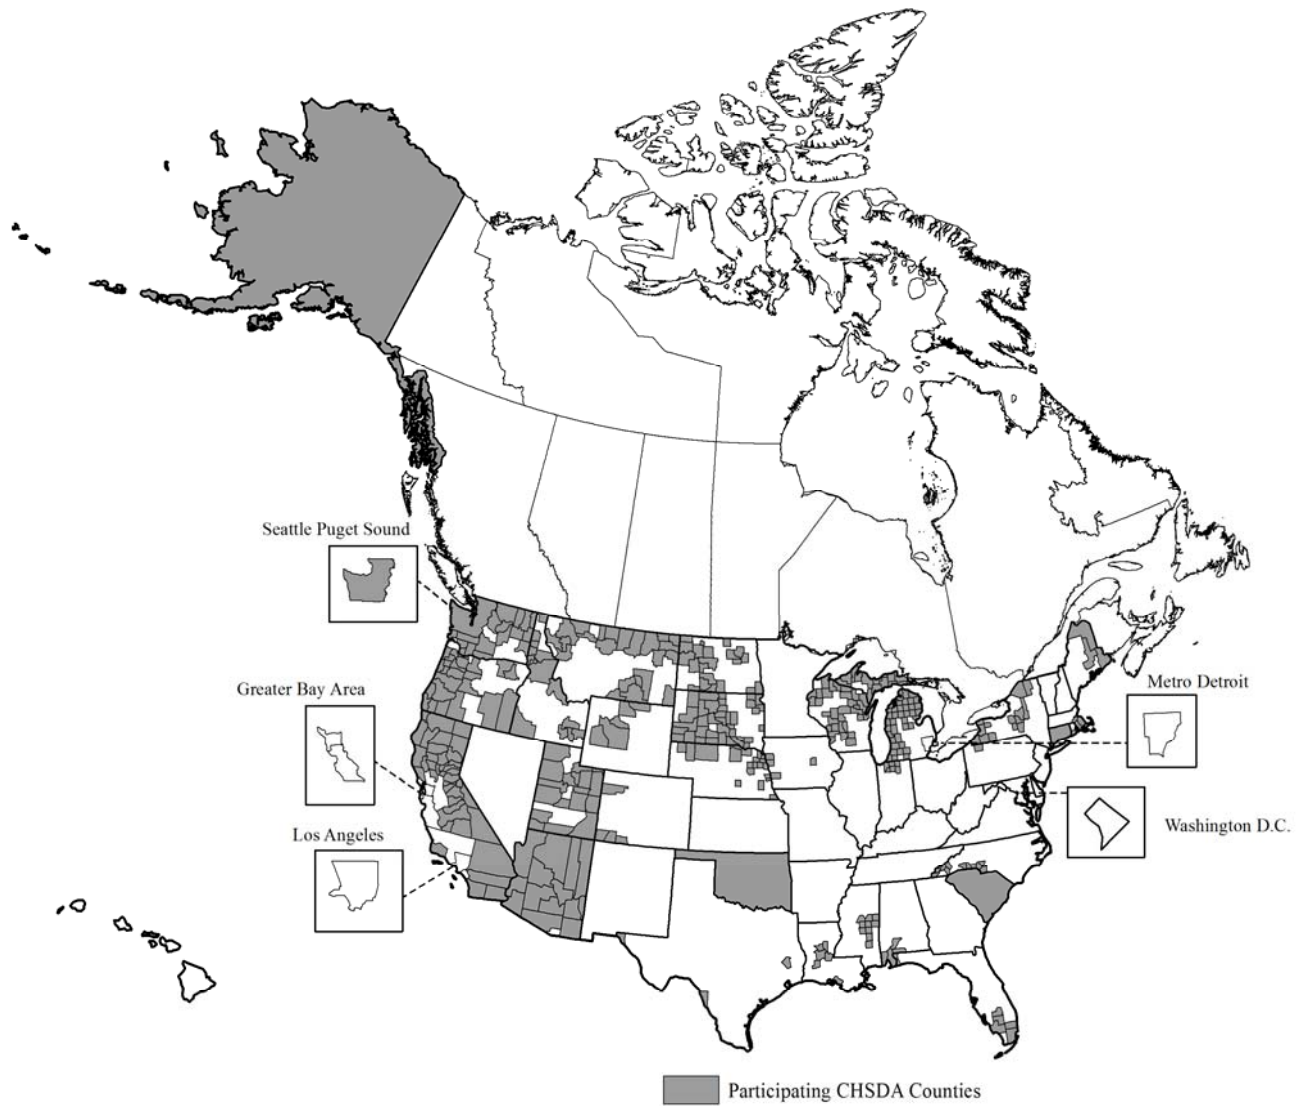 Seattle Puget Sound
Greater Bay Area
Metro Detroit
Los Angeles
Washington D.C.
Participating CHSDA Counties